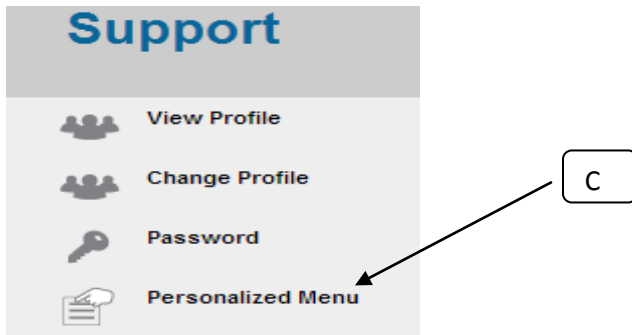 Support
View Profile
Change Profile
C
Password
Personalized Menu